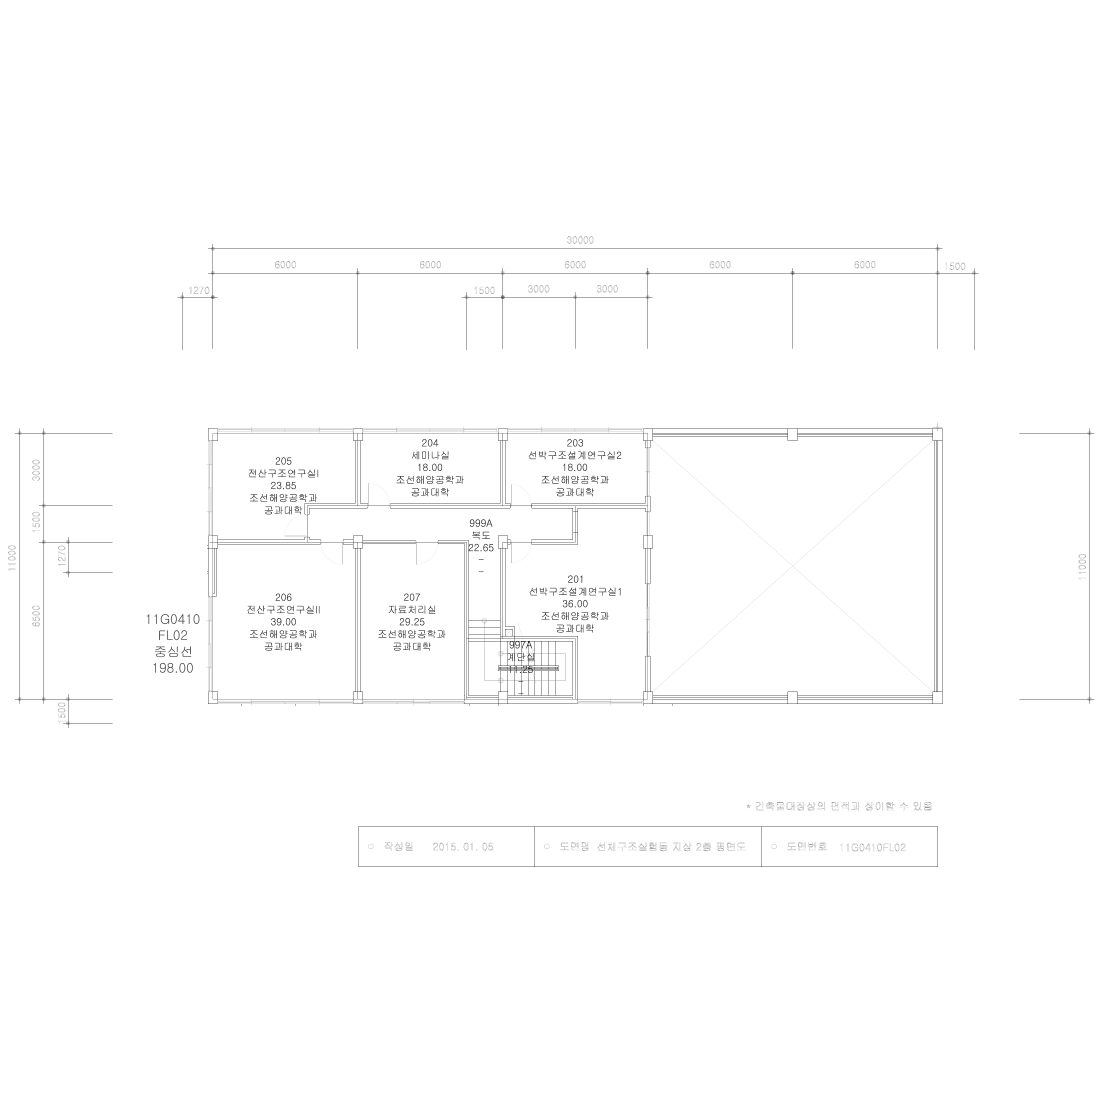 30000
6000
6000
6000
6000
6000
1500
1270
1500
3000
3000
11000
3000
1500
1270
6500
1500
11000
205
전산구조연구실I
23.85
조선해양공학과
공과대학
204
세미나실
18.00
조선해양공학과
공과대학
203
선박구조설계연구실2
18.00
조선해양공학과
공과대학
999A
복도
22.65
206
전산구조연구실II
39.00
조선해양공학과
공과대학
207
자료처리실
29.25
조선해양공학과
공과대학
201
선박구조설계연구실1
36.00
조선해양공학과
공과대학
997A
계단실
11.25
11G0410
FL02
중심선
198.00
* 건축물대장상의 면적과 상이할 수 있음
작성일 2015. 01. 05
도면명 선체구조실험동 지상 2층 평면도
도면번호 11G0410FL02